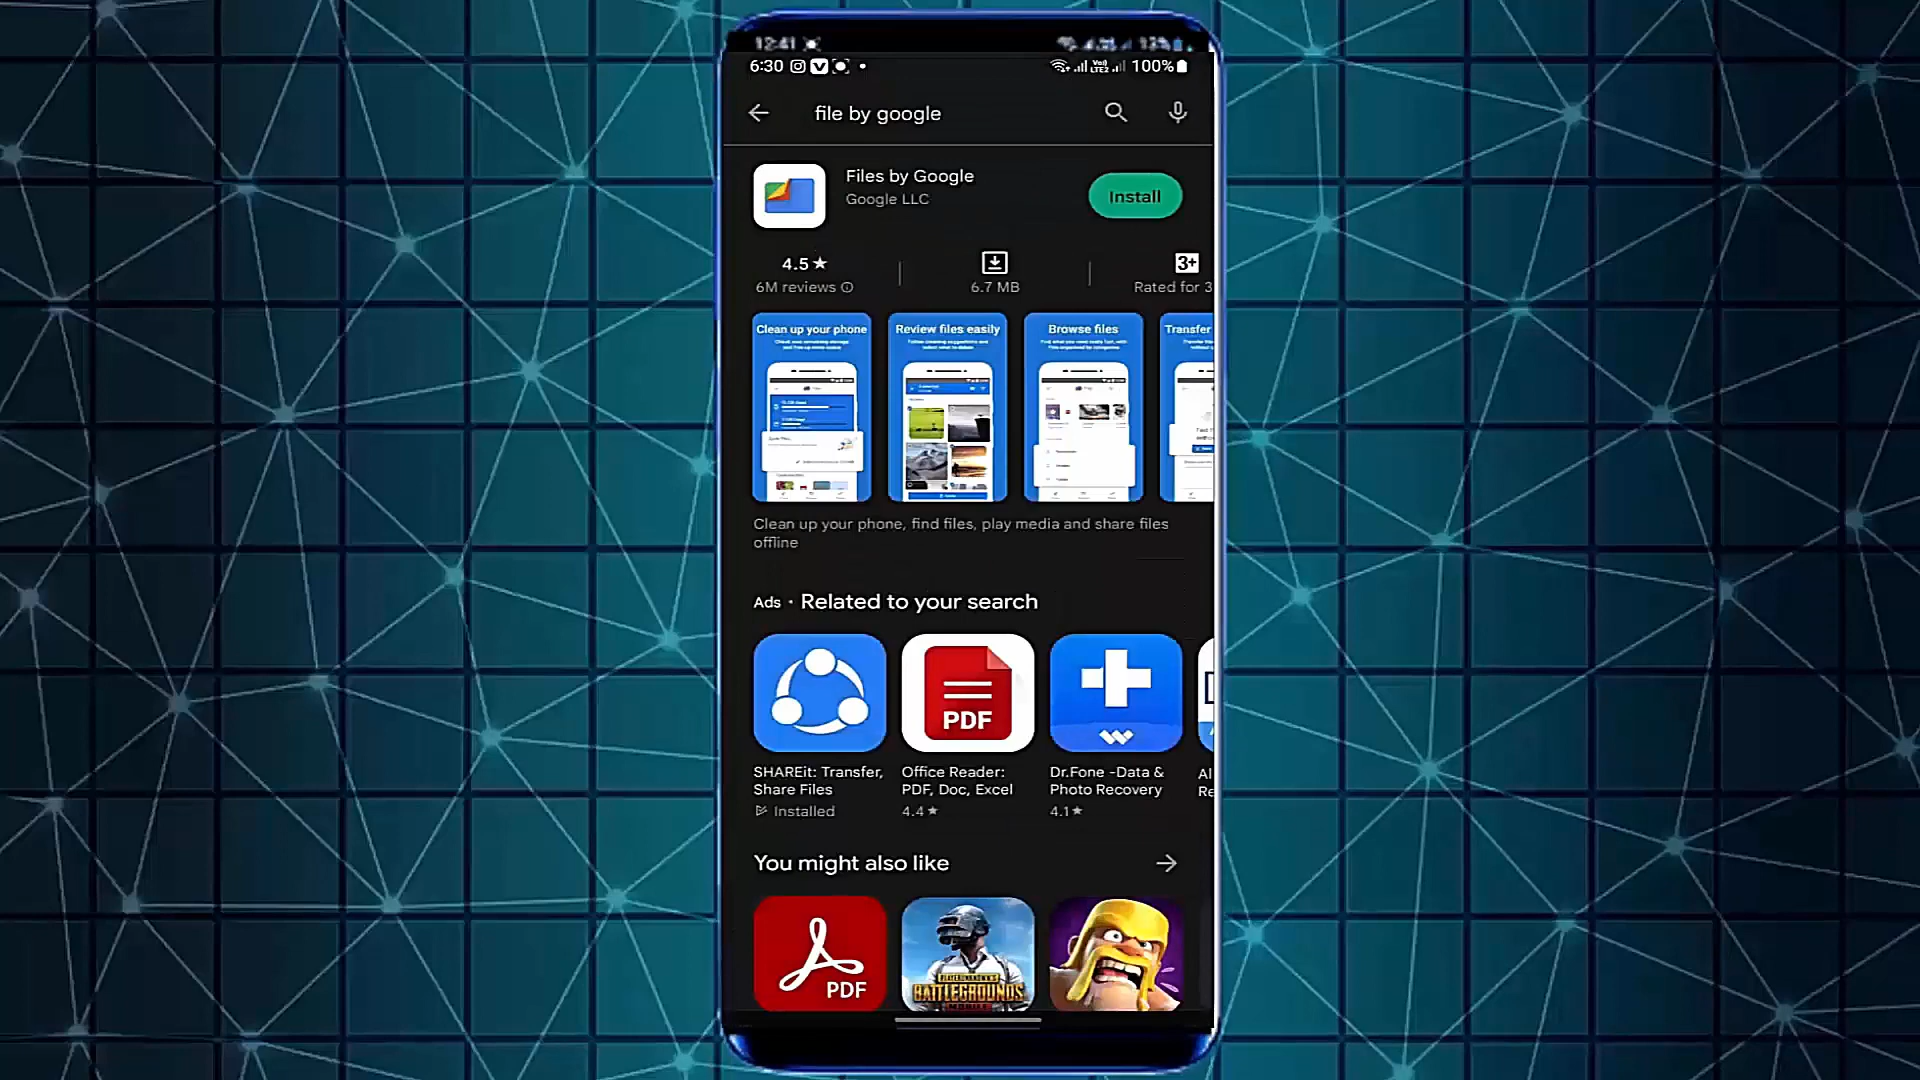 12:41 13%
6:30 100%
file by google
Files by Google
Google LLC
Install
4.5★
6M reviews
6.7 MB
3+
Rated for 3
Clean up your phone
Review files easily
Browse files
Transfer
Clean up your phone, find files, play media and share files
offline
Ads · Related to your search
PDF
SHAREit: Transfer,
Share Files
Installed
Office Reader:
PDF, Doc, Excel
4.4★
Dr.Fone -Data &
Photo Recovery
4.1★
You might also like
PDF
BATTLEGROUNDS
MOBILE